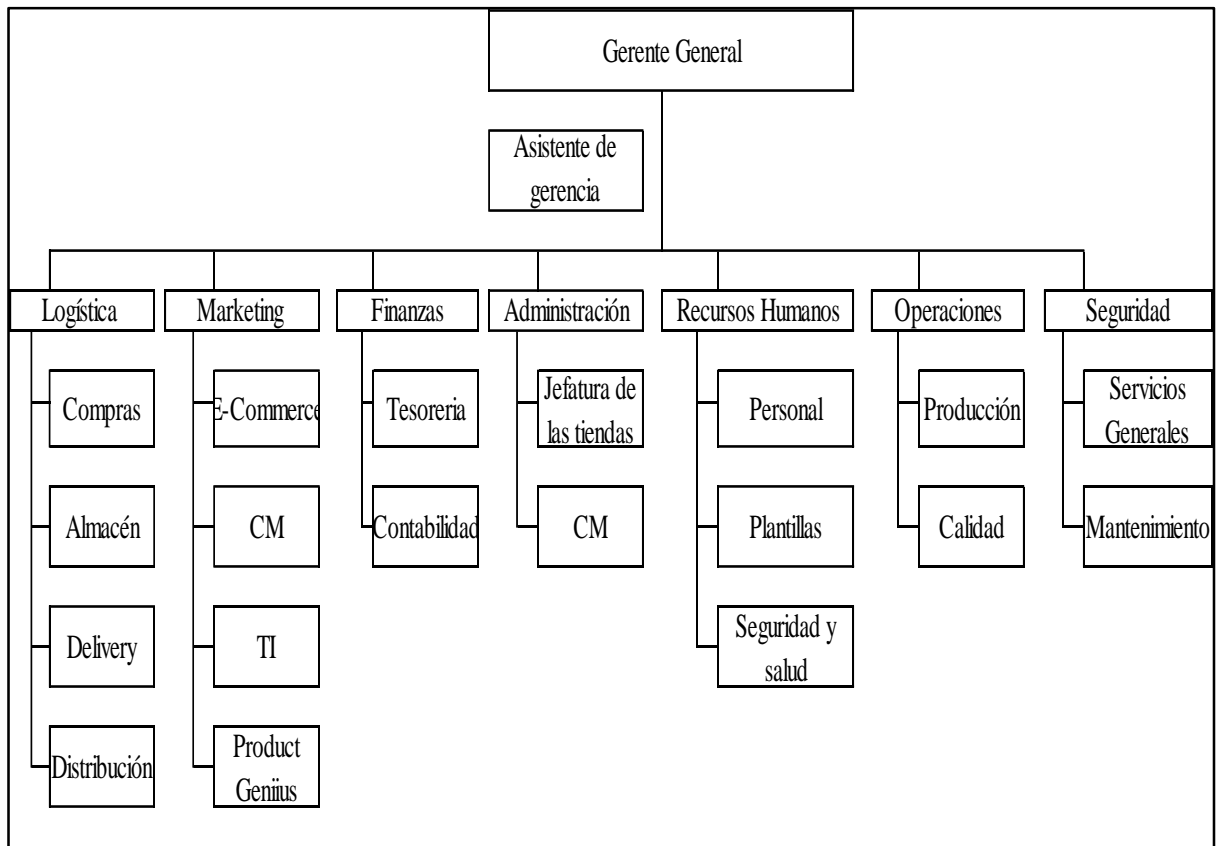 Gerente General
Asistente de
gerencia
Logística
Marketing
Finanzas
Administración
Recursos Humanos
Operaciones
Seguridad
Compras
E-Commerce
Tesoreria
Jefatura de
las tiendas
Personal
Producción
Servicios
Generales
Almacén
CM
Contabilidad
CM
Plantillas
Calidad
Mantenimiento
Delivery
TI
Seguridad y
salud
Distribución
Product
Geniius